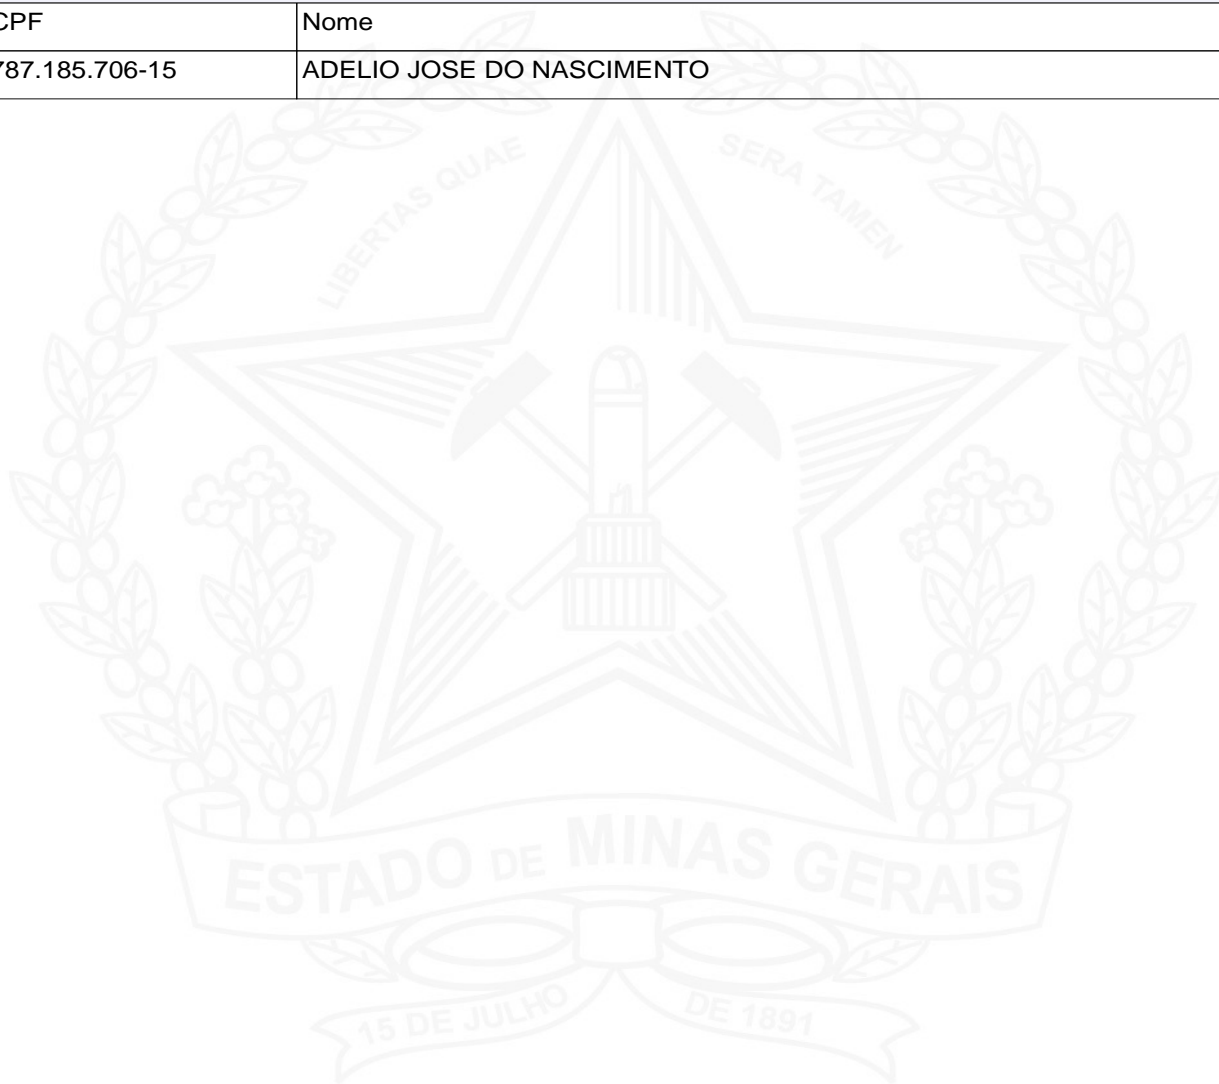 CPF Nome
787.185.706-15 ADELIO JOSE DO NASCIMENTO
LIBERTAS QUAE SERA TAMEN
ESTADO DE MINAS GERAIS
15 DE JULHO DE 1891